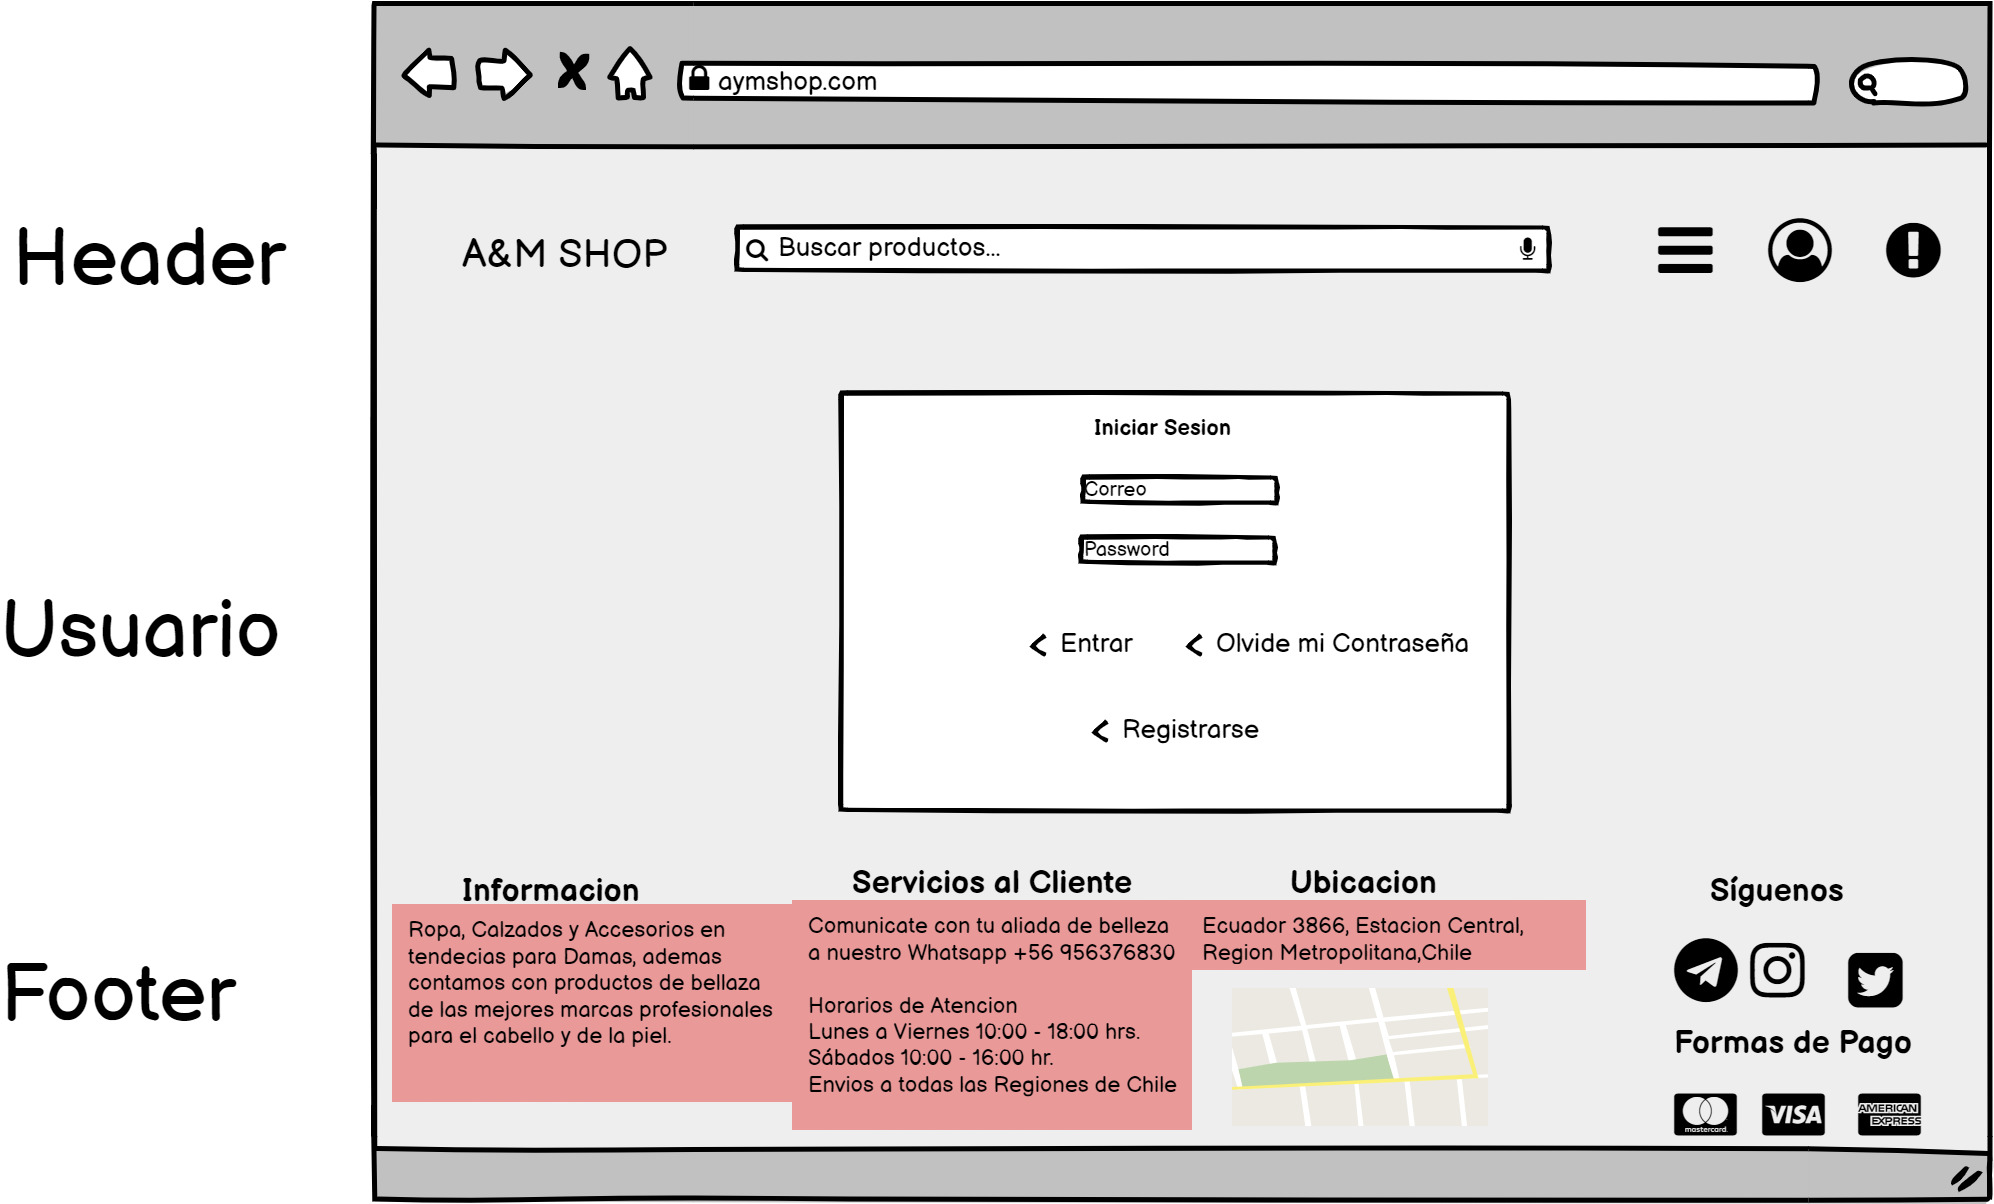 aymshop.com
Header
A&M SHOP
Buscar productos...
Usuario
Iniciar Sesion
Correo
Password
Entrar
Olvide mi Contraseña
Registrarse
Footer
Informacion
Ropa, Calzados y Accesorios en
tendecias para Damas, ademas
contamos con productos de bellaza
de las mejores marcas profesionales
para el cabello y de la piel.
Servicios al Cliente
Comunicate con tu aliada de belleza
a nuestro Whatsapp +56 956376830
Horarios de Atencion
Lunes a Viernes 10:00 - 18:00 hrs.
Sábados 10:00 - 16:00 hr.
Envios a todas las Regiones de Chile
Ubicacion
Ecuador 3866, Estacion Central,
Region Metropolitana,Chile
Síguenos
Formas de Pago
mastercard.
VISA
AMERICAN
EXPRESS